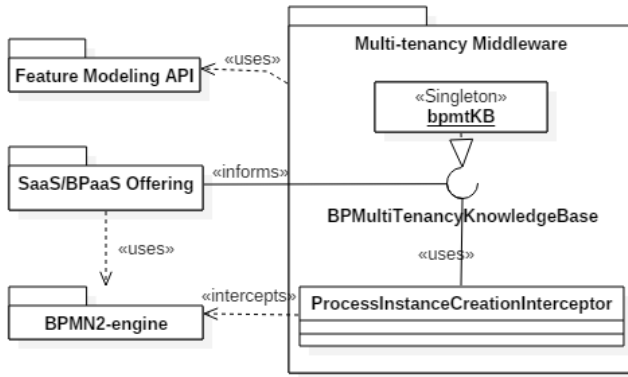 Multi-tenancy Middleware
«uses»
Feature Modeling API
«Singleton»
bpmtKB
SaaS/BPaaS Offering
«informs»
BPMultiTenancyKnowledgeBase
«uses»
«uses»
«intercepts»
ProcessInstanceCreationInterceptor
BPMN2-engine